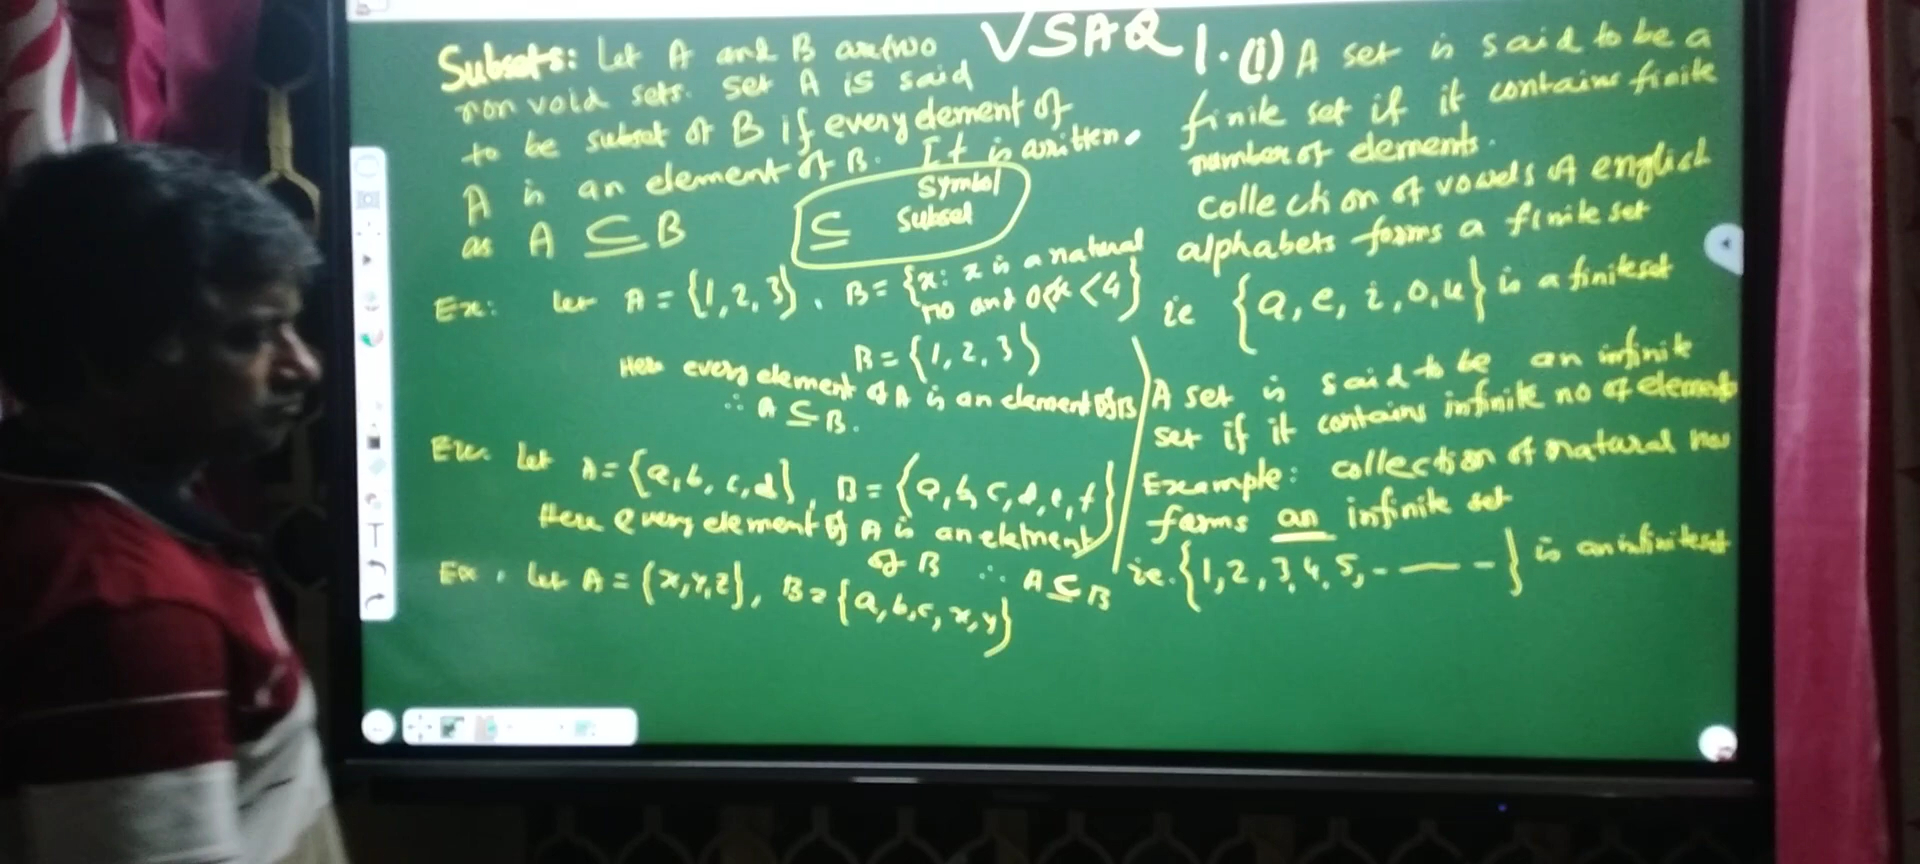 VSAQ
Subsets: Let A and B are two
non void sets. Set A is said
to be subset of B if every element of
A is an element of B. It is written
as A ⊆ B
⊆ Symbol
Subset
Ex: let A = {1, 2, 3}, B = {x: x is a natural
no and 0<x<4}
B = {1, 2, 3}
Here every element of A is an element of B
∴ A ⊆ B.
Ex. Let A = {a, b, c, d}, B = {a, b, c, d, e, f}
Here every element of A is an element
of B ∴ A ⊆ B
Ex. let A = {x, y, z}, B = {a, b, c, x, y}
1. (i) A set is said to be a
finite set if it contains finite
number of elements.
collection of vowels of english
alphabets forms a finite set
ie {a, e, i, o, u} is a finite set
A set is said to be an infinite
set if it contains infinite no of elements
Example: collection of natural nos
forms an infinite set
ie. {1, 2, 3, 4, 5, - — -} is an infinite set
T